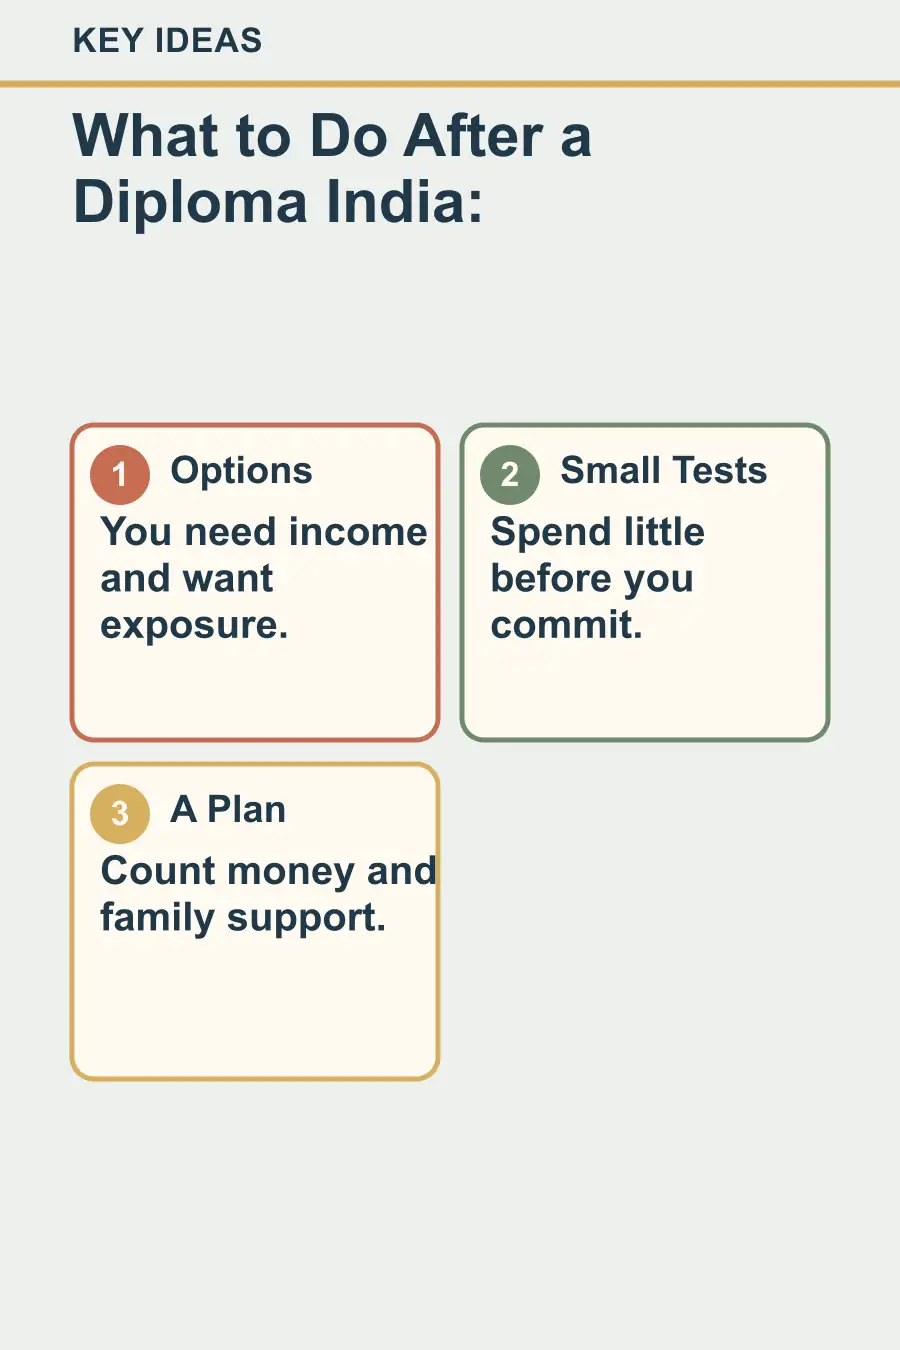 KEY IDEAS
What to Do After a
Diploma India:
1 Options
You need income
and want
exposure.
2 Small Tests
Spend little
before you
commit.
3 A Plan
Count money and
family support.